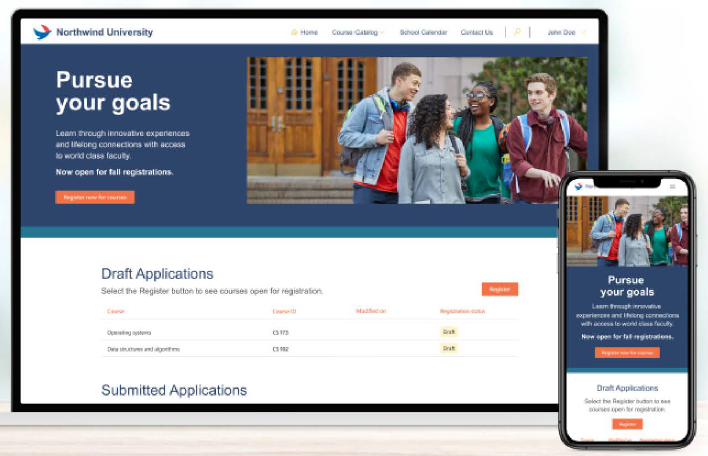 Northwind University
Home Course Catalog School Calendar Contact Us John Doe
Pursue
your goals
Learn through innovative experiences
and lifelong connections with access
to world class faculty.
Now open for fall registrations.
Register now for courses
Draft Applications
Select the Register button to see courses open for registration.
Register
Course Course ID Modified on Registration status
Operating systems CS 173 Draft
Data structures and algorithms CS 102 Draft
Submitted Applications
Pursue
your goals
Learn through innovative
experiences and lifelong connections
with access to world class faculty.
Now open for fall registrations.
Register now for courses
Draft Applications
Select the Register button to see
courses open for registration
Register